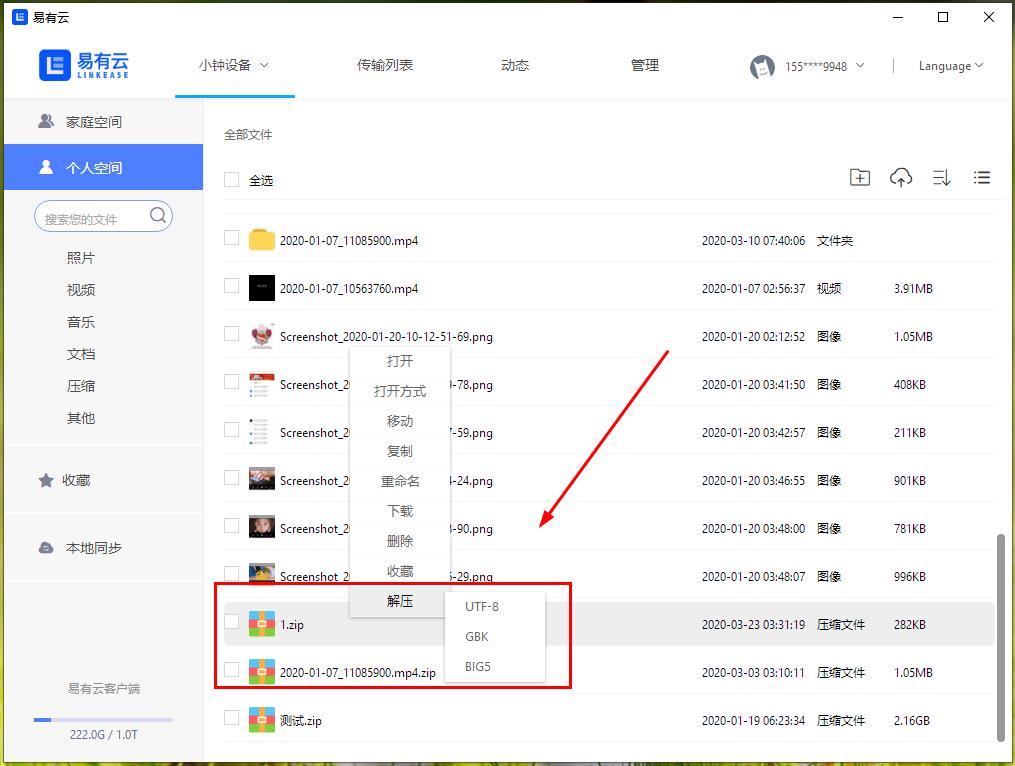 易有云
易有云
LINKEASE
小钟设备
传输列表
动态
管理
155****9948
Language
家庭空间
个人空间
搜索您的文件
照片
视频
音乐
文档
压缩
其他
收藏
本地同步
易有云客户端
222.0G / 1.0T
全部文件
全选
2020-01-07_11085900.mp4 2020-03-10 07:40:06 文件夹
2020-01-07_10563760.mp4 2020-01-07 02:56:37 视频 3.91MB
Screenshot_2020-01-20-10-12-51-69.png 2020-01-20 02:12:52 图像 1.05MB
Screenshot_20 9-78.png 2020-01-20 03:41:50 图像 408KB
Screenshot_20 7-59.png 2020-01-20 03:42:57 图像 211KB
Screenshot_20 4-24.png 2020-01-20 03:46:55 图像 901KB
Screenshot_20 3-90.png 2020-01-20 03:48:00 图像 781KB
Screenshot_20 5-29.png 2020-01-20 03:48:07 图像 996KB
1.zip 2020-03-23 03:31:19 压缩文件 282KB
2020-01-07_11085900.mp4.zip 2020-03-03 03:10:11 压缩文件 1.05MB
测试.zip 2020-01-19 06:23:34 压缩文件 2.16GB
打开
打开方式
移动
复制
重命名
下载
删除
收藏
解压
UTF-8
GBK
BIG5